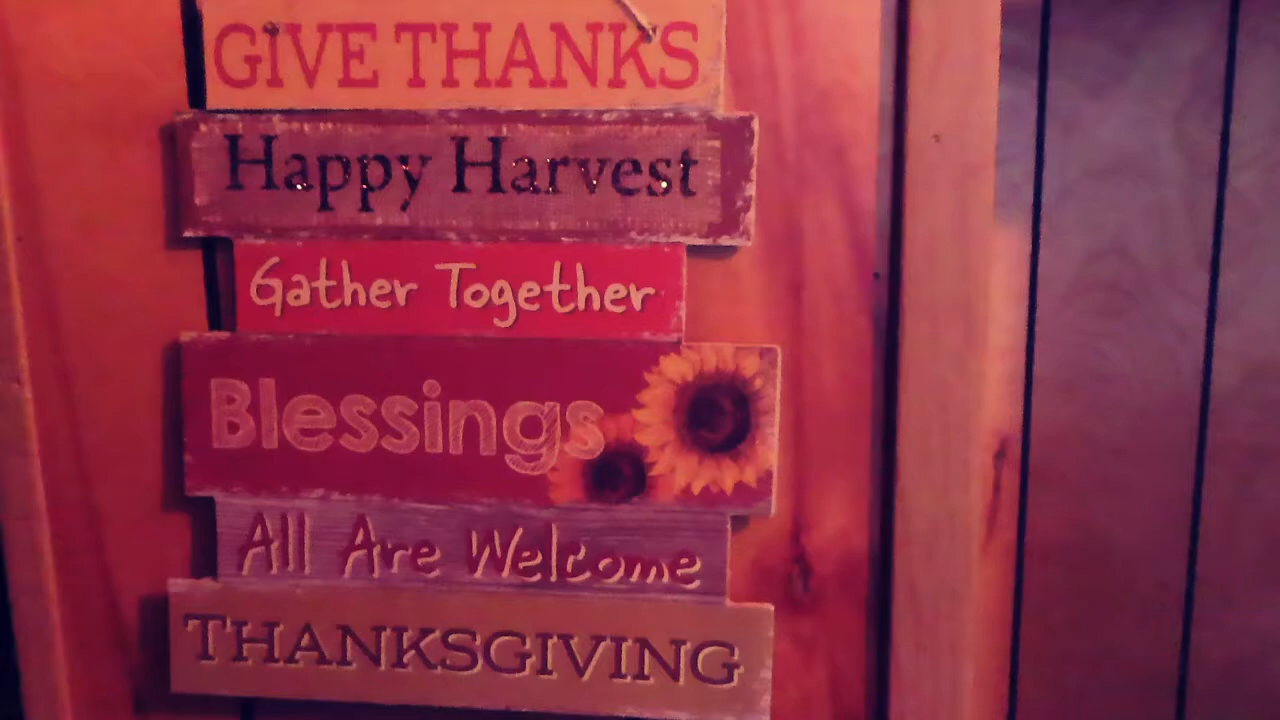 GIVE THANKS
Happy Harvest
Gather Together
Blessings
All Are Welcome
THANKSGIVING